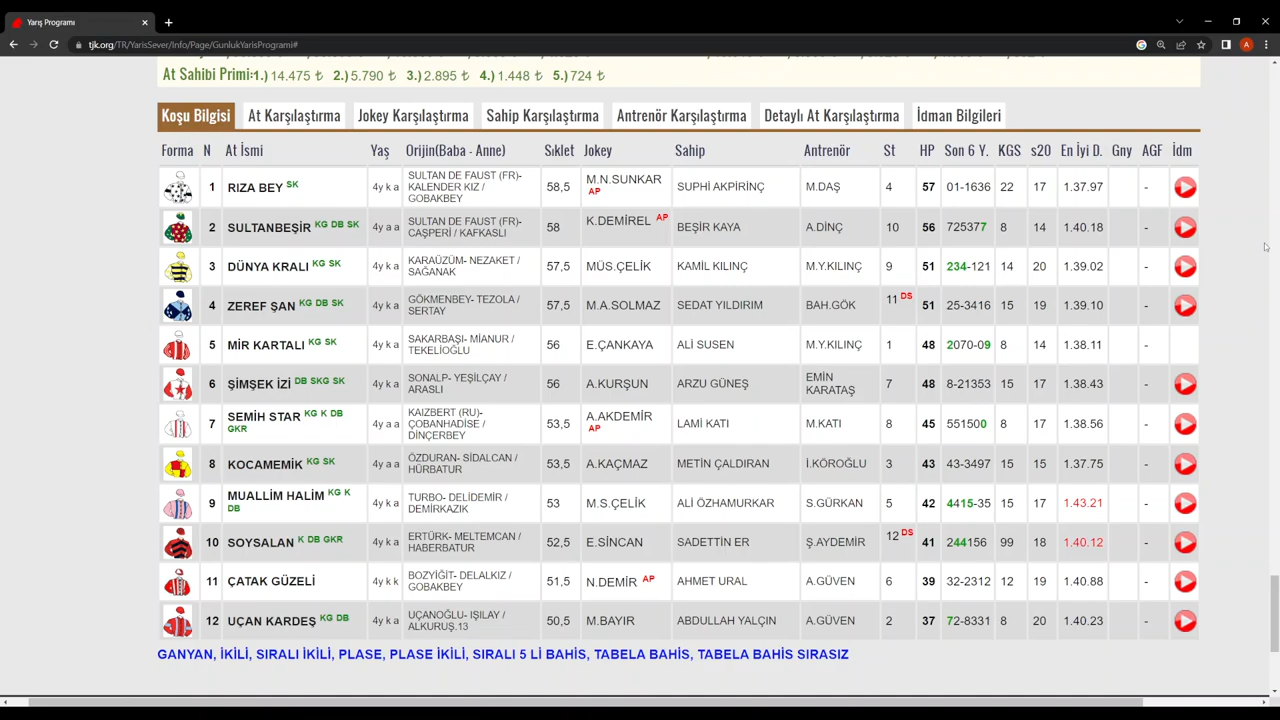 Yarış Programı
tjk.org/TR/YarisSever/Info/Page/GunlukYarisProgrami#
At Sahibi Primi:1.) 14.475 ₺ 2.) 5.790 ₺ 3.) 2.895 ₺ 4.) 1.448 ₺ 5.) 724 ₺
Koşu Bilgisi At Karşılaştırma Jokey Karşılaştırma Sahip Karşılaştırma Antrenör Karşılaştırma Detaylı At Karşılaştırma İdman Bilgileri
Forma N At İsmi Yaş Orijin(Baba - Anne) Sıklet Jokey Sahip Antrenör St HP Son 6 Y. KGS s20 En İyi D. Gny AGF İdm
1 RIZA BEY SK 4y k a SULTAN DE FAUST (FR)- KALENDER KIZ / GOBAKBEY 58,5 M.N.SUNKAR AP SUPHİ AKPİRİNÇ M.DAŞ 4 57 01-1636 22 17 1.37.97 -
2 SULTANBEŞİR KG DB SK 4y a a SULTAN DE FAUST (FR)- CAŞPERİ / KAFKASLI 58 K.DEMİREL AP BEŞİR KAYA A.DİNÇ 10 56 725377 8 14 1.40.18 -
3 DÜNYA KRALI KG SK 4y k a KARAÜZÜM- NEZAKET / SAĞANAK 57,5 MÜS.ÇELİK KAMİL KILINÇ M.Y.KILINÇ 9 51 234-121 14 20 1.39.02 -
4 ZEREF ŞAN KG DB SK 4y k a GÖKMENBEY- TEZOLA / SERTAY 57,5 M.A.SOLMAZ SEDAT YILDIRIM BAH.GÖK 11 DS 51 25-3416 15 19 1.39.10 -
5 MİR KARTALI KG SK 4y k a SAKARBAŞI- MİANUR / TEKELİOĞLU 56 E.ÇANKAYA ALİ SUSEN M.Y.KILINÇ 1 48 2070-09 8 14 1.38.11 -
6 ŞİMŞEK İZİ DB SKG SK 4y k a SONALP- YEŞİLÇAY / ARASLI 56 A.KURŞUN ARZU GÜNEŞ EMİN KARATAŞ 7 48 8-21353 15 17 1.38.43 -
7 SEMİH STAR KG K DB GKR 4y a a KAIZBERT (RU)- ÇOBANHADİSE / DİNÇERBEY 53,5 A.AKDEMİR AP LAMİ KATI M.KATI 8 45 551500 8 17 1.38.56 -
8 KOCAMEMİK KG SK 4y a a ÖZDURAN- SİDALCAN / HÜRBATUR 53,5 A.KAÇMAZ METİN ÇALDIRAN İ.KÖROĞLU 3 43 43-3497 15 16 1.37.75 -
9 MUALLİM HALİM KG K DB 4y k a TURBO- DELİDEMİR / DEMİRKAZIK 53 M.S.ÇELİK ALİ ÖZHAMURKAR S.GÜRKAN 5 42 4415-35 15 17 1.43.21 -
10 SOYSALAN K DB GKR 4y k a ERTÜRK- MELTEMCAN / HABERBATUR 52,5 E.SİNCAN SADETTİN ER Ş.AYDEMİR 12 DS 41 244156 99 18 1.40.12 -
11 ÇATAK GÜZELİ 4y k k BOZYİĞİT- DELALKIZ / GOBAKBEY 51,5 N.DEMİR AP AHMET URAL A.GÜVEN 6 39 32-2312 12 19 1.40.88 -
12 UÇAN KARDEŞ KG DB 4y k a UÇANOĞLU- IŞILAY / ALKURUŞ.13 50,5 M.BAYIR ABDULLAH YALÇIN A.GÜVEN 2 37 72-8331 8 20 1.40.23 -
GANYAN, İKİLİ, SIRALI İKİLİ, PLASE, PLASE İKİLİ, SIRALI 5 Lİ BAHİS, TABELA BAHİS, TABELA BAHİS SIRASIZ